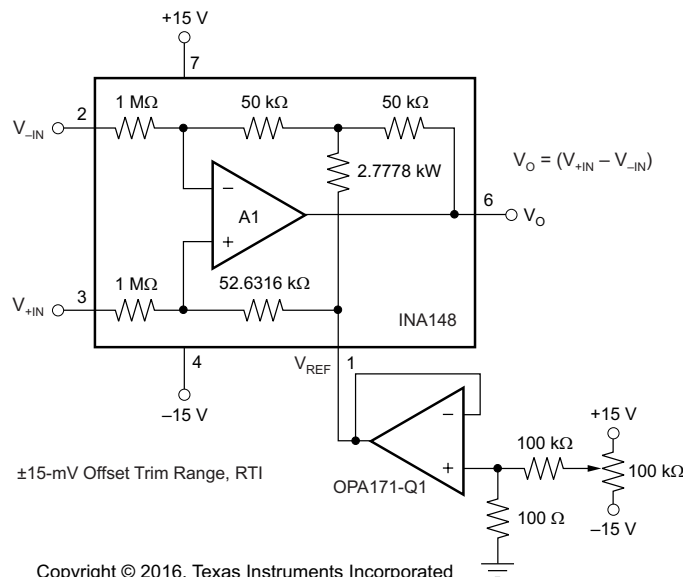 +15 V
7
1 MΩ
50 kΩ
50 kΩ
2
V–IN
2.7778 kW
VO = (V+IN – V–IN)
–
A1
+
6
VO
3
V+IN
1 MΩ
52.6316 kΩ
INA148
4
VREF
1
–15 V
–
+
+15 V
100 kΩ
100 kΩ
±15-mV Offset Trim Range, RTI
OPA171-Q1
100 Ω
–15 V
Copyright © 2016, Texas Instruments Incorporated